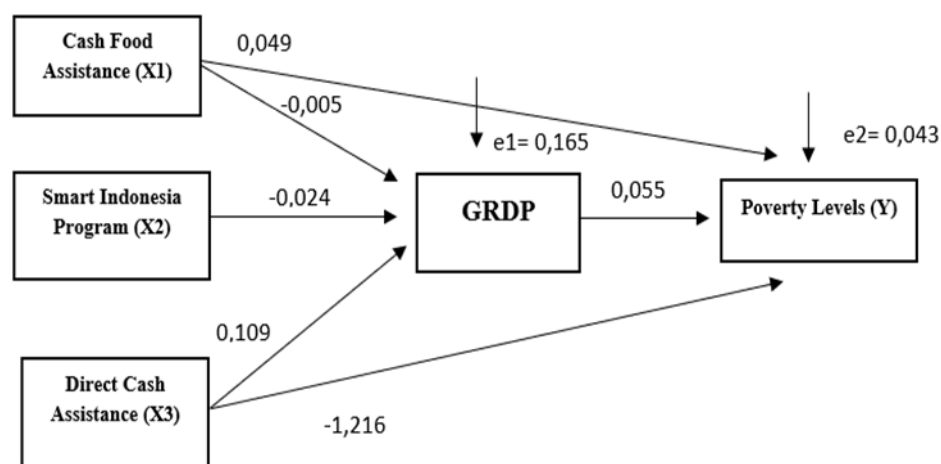 Cash Food
Assistance (X1)
0,049
-0,005
e1= 0,165
e2= 0,043
Smart Indonesia
Program (X2)
-0,024
GRDP
0,055
Poverty Levels (Y)
0,109
Direct Cash
Assistance (X3)
-1,216